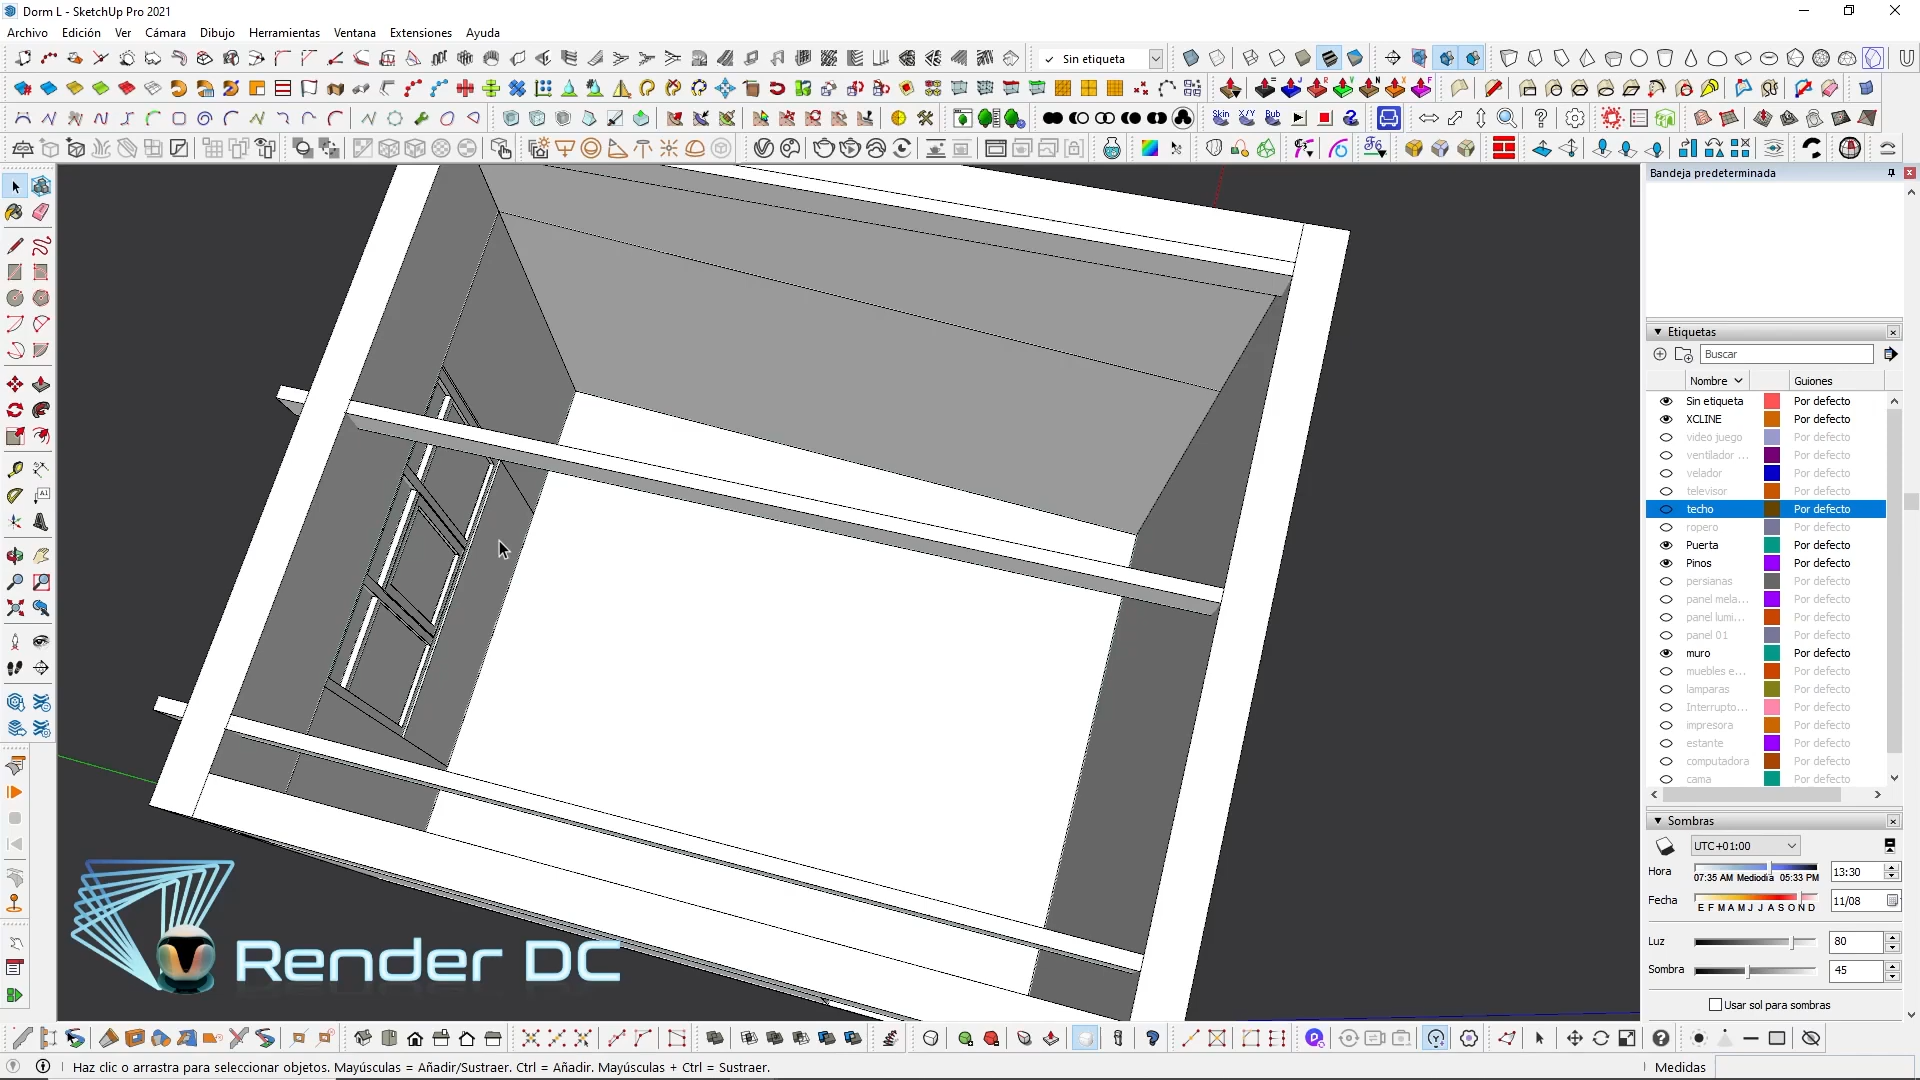 Dorm L - SketchUp Pro 2021
Archivo Edición Ver Cámara Dibujo Herramientas Ventana Extensiones Ayuda
✓ Sin etiqueta
Skin X/Y Bub
Bandeja predeterminada
Etiquetas
Buscar
Nombre Guiones
Sin etiqueta Por defecto
XCLINE Por defecto
video juego Por defecto
ventilador ... Por defecto
velador Por defecto
televisor Por defecto
techo Por defecto
ropero Por defecto
Puerta Por defecto
Pinos Por defecto
persianas Por defecto
panel mela... Por defecto
panel lumi... Por defecto
panel 01 Por defecto
muro Por defecto
muebles e... Por defecto
lamparas Por defecto
Interrupto... Por defecto
impresora Por defecto
estante Por defecto
computadora Por defecto
cama Por defecto
Sombras
UTC+01:00
Hora 13:30
07:35 AM Mediodía 05:33 PM
Fecha 11/08
E F M A M J J A S O N D
Luz 80
Sombra 45
Usar sol para sombras
Render DC
Haz clic o arrastra para seleccionar objetos. Mayúsculas = Añadir/Sustraer. Ctrl = Añadir. Mayúsculas + Ctrl = Sustraer.
Medidas